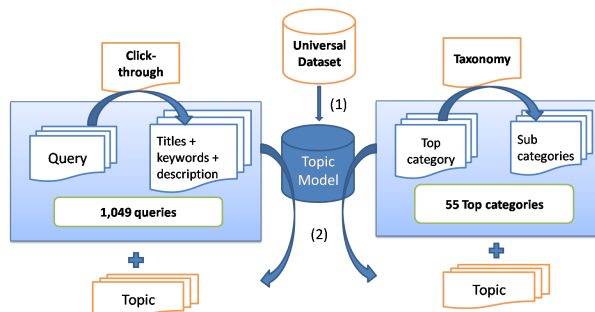 Universal
Dataset
Click-
through
Taxonomy
(1)
Query
Titles +
keywords +
description
Topic
Model
Top
category
Sub
categories
1,049 queries
55 Top categories
(2)
Topic
Topic